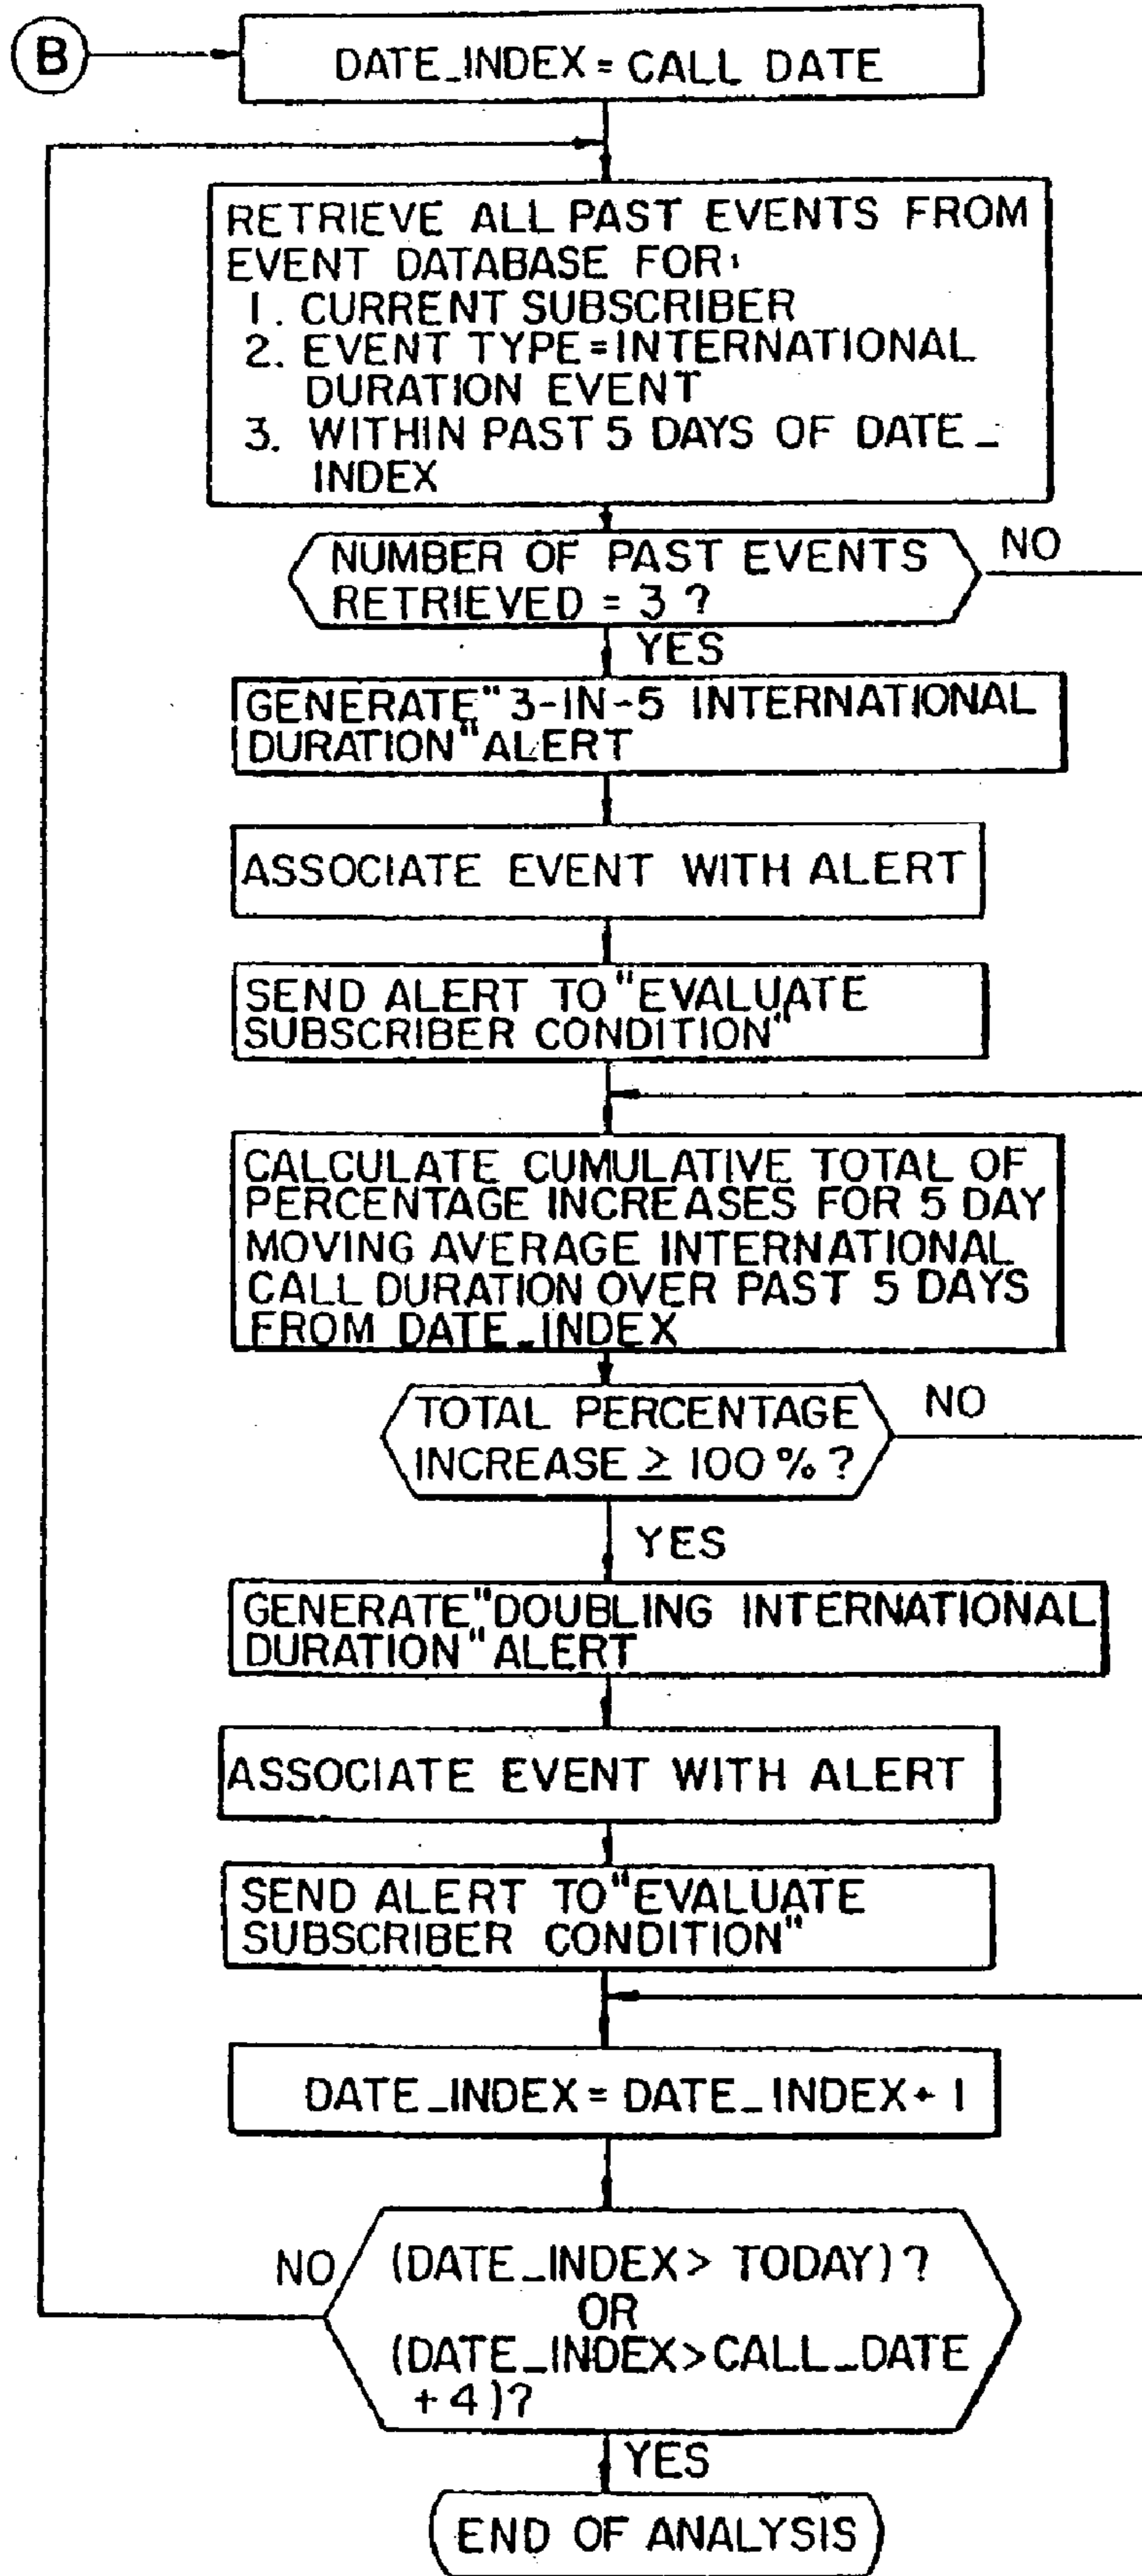 B
DATE_INDEX = CALL DATE
RETRIEVE ALL PAST EVENTS FROM
EVENT DATABASE FOR:
1. CURRENT SUBSCRIBER
2. EVENT TYPE=INTERNATIONAL
DURATION EVENT
3. WITHIN PAST 5 DAYS OF DATE_
INDEX
NUMBER OF PAST EVENTS
RETRIEVED = 3 ?
NO
YES
GENERATE "3-IN-5 INTERNATIONAL
DURATION" ALERT
ASSOCIATE EVENT WITH ALERT
SEND ALERT TO "EVALUATE
SUBSCRIBER CONDITION"
CALCULATE CUMULATIVE TOTAL OF
PERCENTAGE INCREASES FOR 5 DAY
MOVING AVERAGE INTERNATIONAL
CALL DURATION OVER PAST 5 DAYS
FROM DATE_INDEX
TOTAL PERCENTAGE
INCREASE ≥ 100 % ?
NO
YES
GENERATE "DOUBLING INTERNATIONAL
DURATION" ALERT
ASSOCIATE EVENT WITH ALERT
SEND ALERT TO "EVALUATE
SUBSCRIBER CONDITION"
DATE_INDEX = DATE_INDEX + 1
NO
(DATE_INDEX > TODAY) ?
OR
(DATE_INDEX > CALL_DATE
+ 4)?
YES
END OF ANALYSIS